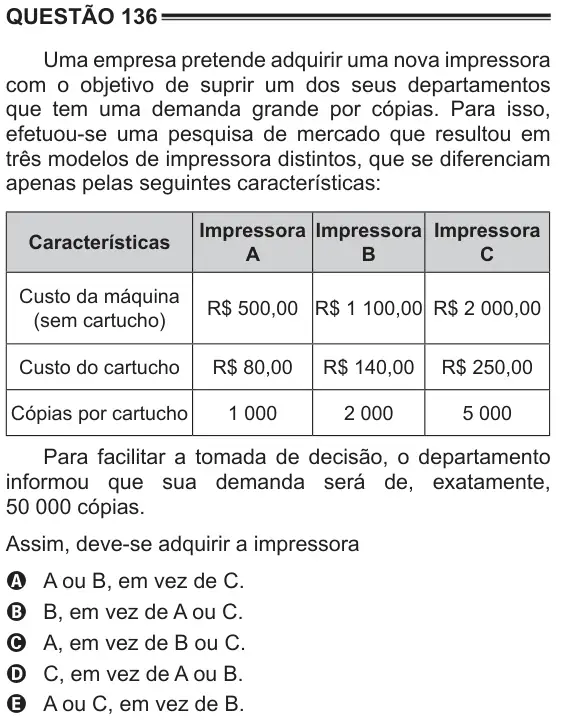 QUESTÃO 136
Uma empresa pretende adquirir uma nova impressora
com o objetivo de suprir um dos seus departamentos
que tem uma demanda grande por cópias. Para isso,
efetuou-se uma pesquisa de mercado que resultou em
três modelos de impressora distintos, que se diferenciam
apenas pelas seguintes características:
Características Impressora A Impressora B Impressora C
Custo da máquina (sem cartucho) R$ 500,00 R$ 1 100,00 R$ 2 000,00
Custo do cartucho R$ 80,00 R$ 140,00 R$ 250,00
Cópias por cartucho 1 000 2 000 5 000
Para facilitar a tomada de decisão, o departamento
informou que sua demanda será de, exatamente,
50 000 cópias.
Assim, deve-se adquirir a impressora
A A ou B, em vez de C.
B B, em vez de A ou C.
C A, em vez de B ou C.
D C, em vez de A ou B.
E A ou C, em vez de B.